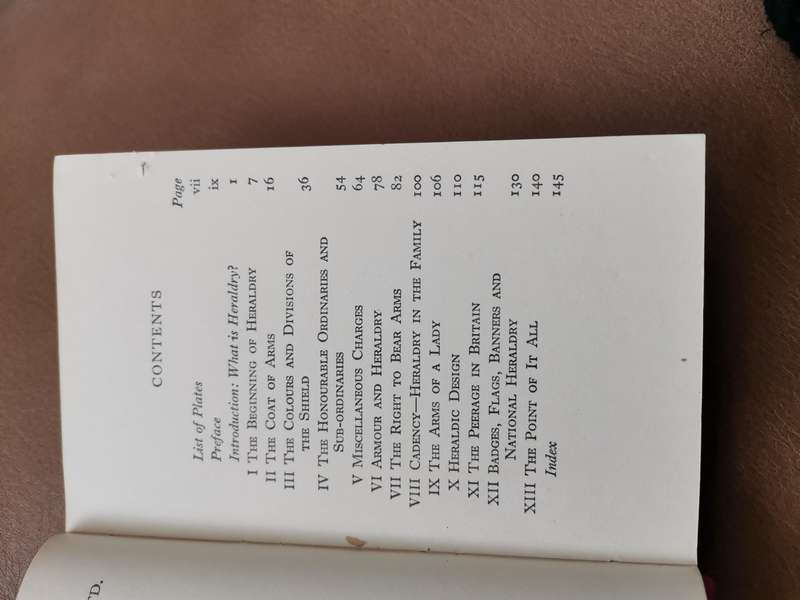 TD.
CONTENTS
Page
List of Plates vii
Preface ix
Introduction: What is Heraldry? 1
I The Beginning of Heraldry 7
II The Coat of Arms 16
III The Colours and Divisions of
the Shield 36
IV The Honourable Ordinaries and
Sub-ordinaries 54
V Miscellaneous Charges 64
VI Armour and Heraldry 78
VII The Right to Bear Arms 82
VIII Cadency—Heraldry in the Family 100
IX The Arms of a Lady 106
X Heraldic Design 110
XI The Peerage in Britain 115
XII Badges, Flags, Banners and
National Heraldry 130
XIII The Point of It All 140
Index 145